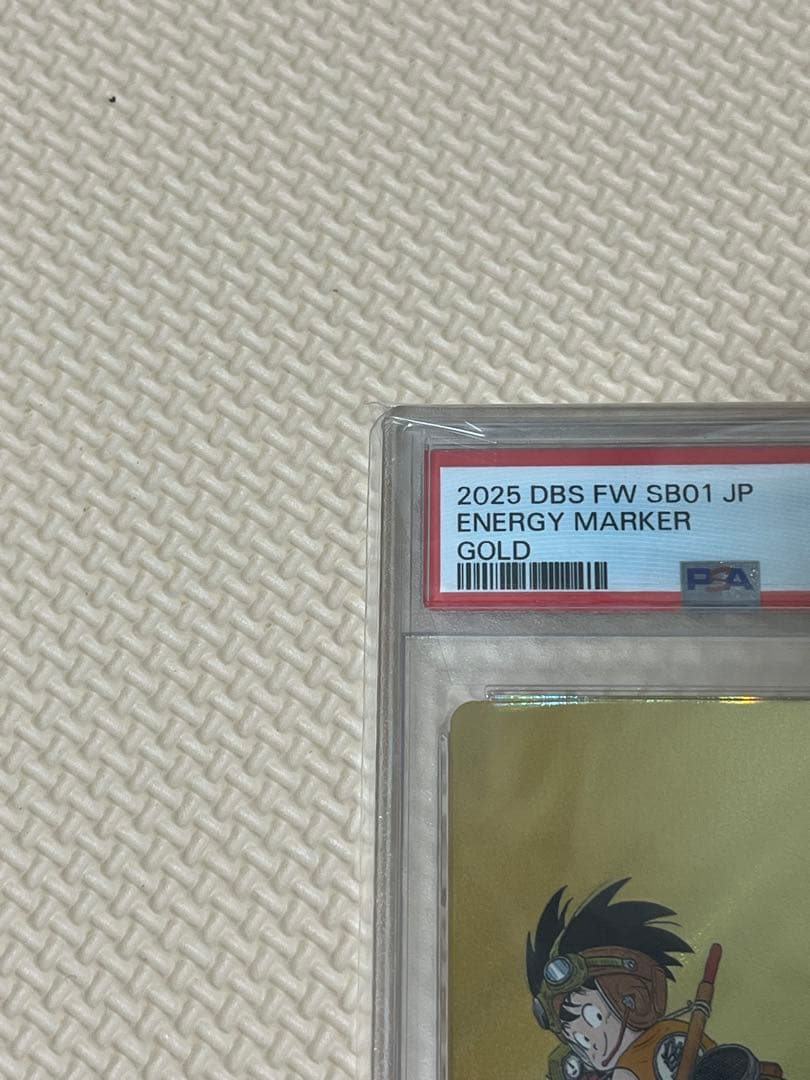 2025 DBS FW SB01 JP
ENERGY MARKER
GOLD
PSA